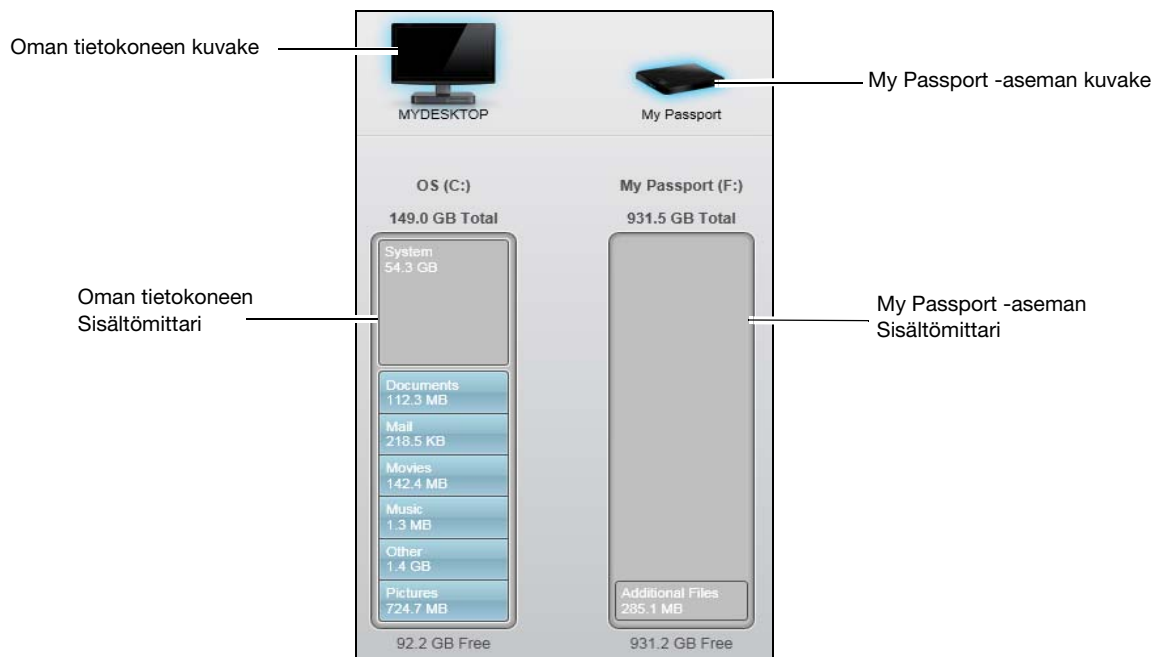 Oman tietokoneen kuvake
My Passport -aseman kuvake
MYDESKTOP
My Passport
OS (C:)
My Passport (F:)
149.0 GB Total
931.5 GB Total
System
54.3 GB
Oman tietokoneen
Sisältömittari
My Passport -aseman
Sisältömittari
Documents
112.3 MB
Mail
218.5 KB
Movies
142.4 MB
Music
1.3 MB
Other
1.4 GB
Pictures
724.7 MB
Additional Files
285.1 MB
92.2 GB Free
931.2 GB Free